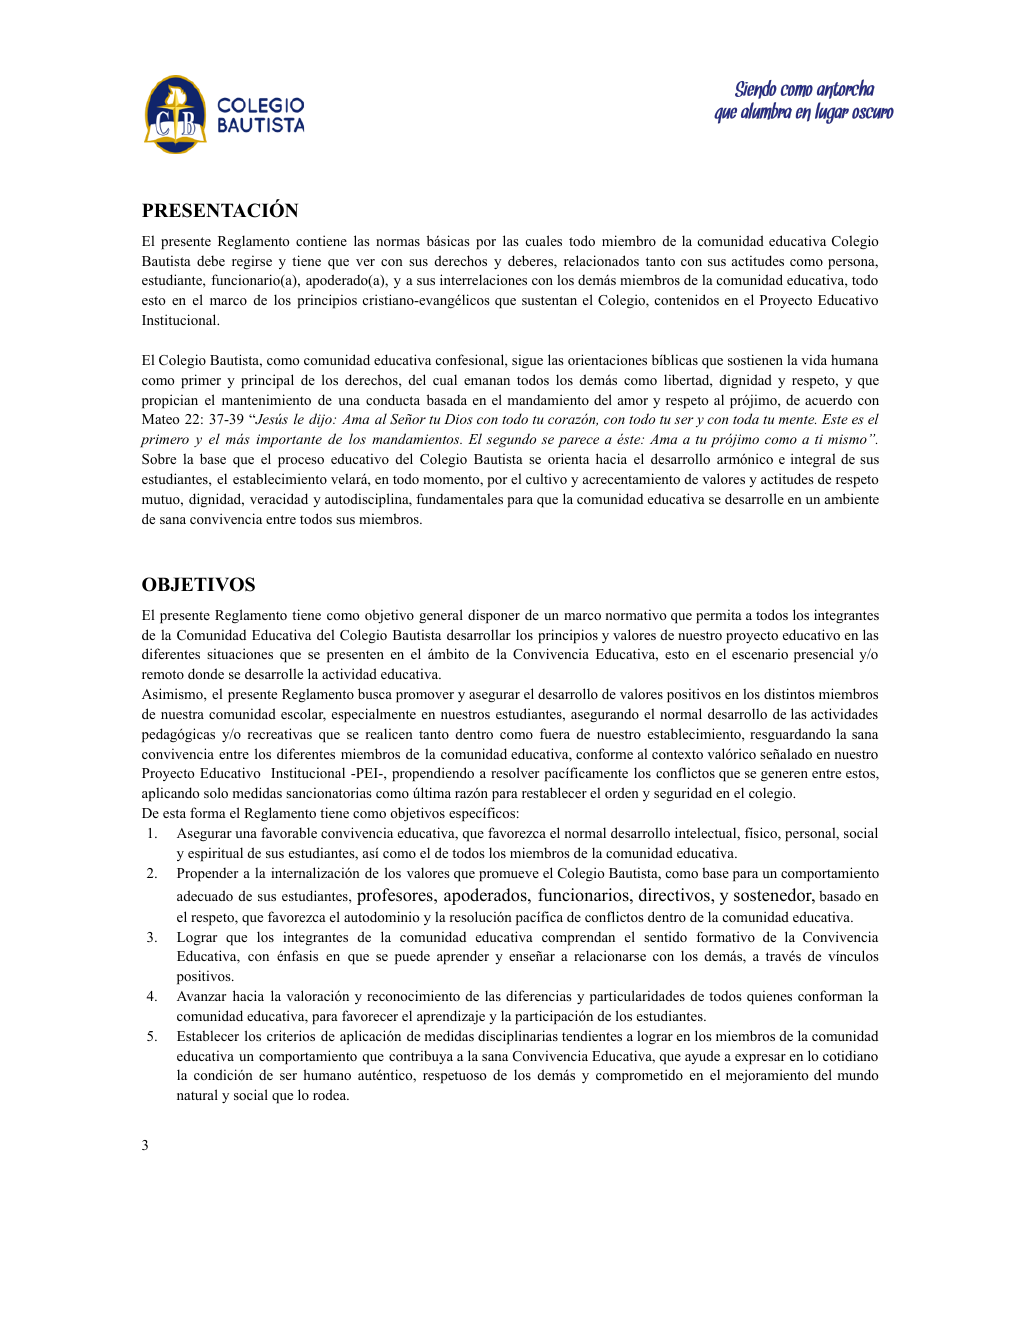 CB
COLEGIO
BAUTISTA
Siendo como antorcha
que alumbra en lugar oscuro
PRESENTACIÓN
El presente Reglamento contiene las normas básicas por las cuales todo miembro de la comunidad educativa Colegio
Bautista debe regirse y tiene que ver con sus derechos y deberes, relacionados tanto con sus actitudes como persona,
estudiante, funcionario(a), apoderado(a), y a sus interrelaciones con los demás miembros de la comunidad educativa, todo
esto en el marco de los principios cristiano-evangélicos que sustentan el Colegio, contenidos en el Proyecto Educativo
Institucional.
El Colegio Bautista, como comunidad educativa confesional, sigue las orientaciones bíblicas que sostienen la vida humana
como primer y principal de los derechos, del cual emanan todos los demás como libertad, dignidad y respeto, y que
propician el mantenimiento de una conducta basada en el mandamiento del amor y respeto al prójimo, de acuerdo con
Mateo 22: 37-39 “Jesús le dijo: Ama al Señor tu Dios con todo tu corazón, con todo tu ser y con toda tu mente. Este es el
primero y el más importante de los mandamientos. El segundo se parece a éste: Ama a tu prójimo como a ti mismo”.
Sobre la base que el proceso educativo del Colegio Bautista se orienta hacia el desarrollo armónico e integral de sus
estudiantes, el establecimiento velará, en todo momento, por el cultivo y acrecentamiento de valores y actitudes de respeto
mutuo, dignidad, veracidad y autodisciplina, fundamentales para que la comunidad educativa se desarrolle en un ambiente
de sana convivencia entre todos sus miembros.
OBJETIVOS
El presente Reglamento tiene como objetivo general disponer de un marco normativo que permita a todos los integrantes
de la Comunidad Educativa del Colegio Bautista desarrollar los principios y valores de nuestro proyecto educativo en las
diferentes situaciones que se presenten en el ámbito de la Convivencia Educativa, esto en el escenario presencial y/o
remoto donde se desarrolle la actividad educativa.
Asimismo, el presente Reglamento busca promover y asegurar el desarrollo de valores positivos en los distintos miembros
de nuestra comunidad escolar, especialmente en nuestros estudiantes, asegurando el normal desarrollo de las actividades
pedagógicas y/o recreativas que se realicen tanto dentro como fuera de nuestro establecimiento, resguardando la sana
convivencia entre los diferentes miembros de la comunidad educativa, conforme al contexto valórico señalado en nuestro
Proyecto Educativo Institucional -PEI-, propendiendo a resolver pacíficamente los conflictos que se generen entre estos,
aplicando solo medidas sancionatorias como última razón para restablecer el orden y seguridad en el colegio.
De esta forma el Reglamento tiene como objetivos específicos:
1. Asegurar una favorable convivencia educativa, que favorezca el normal desarrollo intelectual, físico, personal, social
y espiritual de sus estudiantes, así como el de todos los miembros de la comunidad educativa.
2. Propender a la internalización de los valores que promueve el Colegio Bautista, como base para un comportamiento
adecuado de sus estudiantes, profesores, apoderados, funcionarios, directivos, y sostenedor, basado en
el respeto, que favorezca el autodominio y la resolución pacífica de conflictos dentro de la comunidad educativa.
3. Lograr que los integrantes de la comunidad educativa comprendan el sentido formativo de la Convivencia
Educativa, con énfasis en que se puede aprender y enseñar a relacionarse con los demás, a través de vínculos
positivos.
4. Avanzar hacia la valoración y reconocimiento de las diferencias y particularidades de todos quienes conforman la
comunidad educativa, para favorecer el aprendizaje y la participación de los estudiantes.
5. Establecer los criterios de aplicación de medidas disciplinarias tendientes a lograr en los miembros de la comunidad
educativa un comportamiento que contribuya a la sana Convivencia Educativa, que ayude a expresar en lo cotidiano
la condición de ser humano auténtico, respetuoso de los demás y comprometido en el mejoramiento del mundo
natural y social que lo rodea.
3